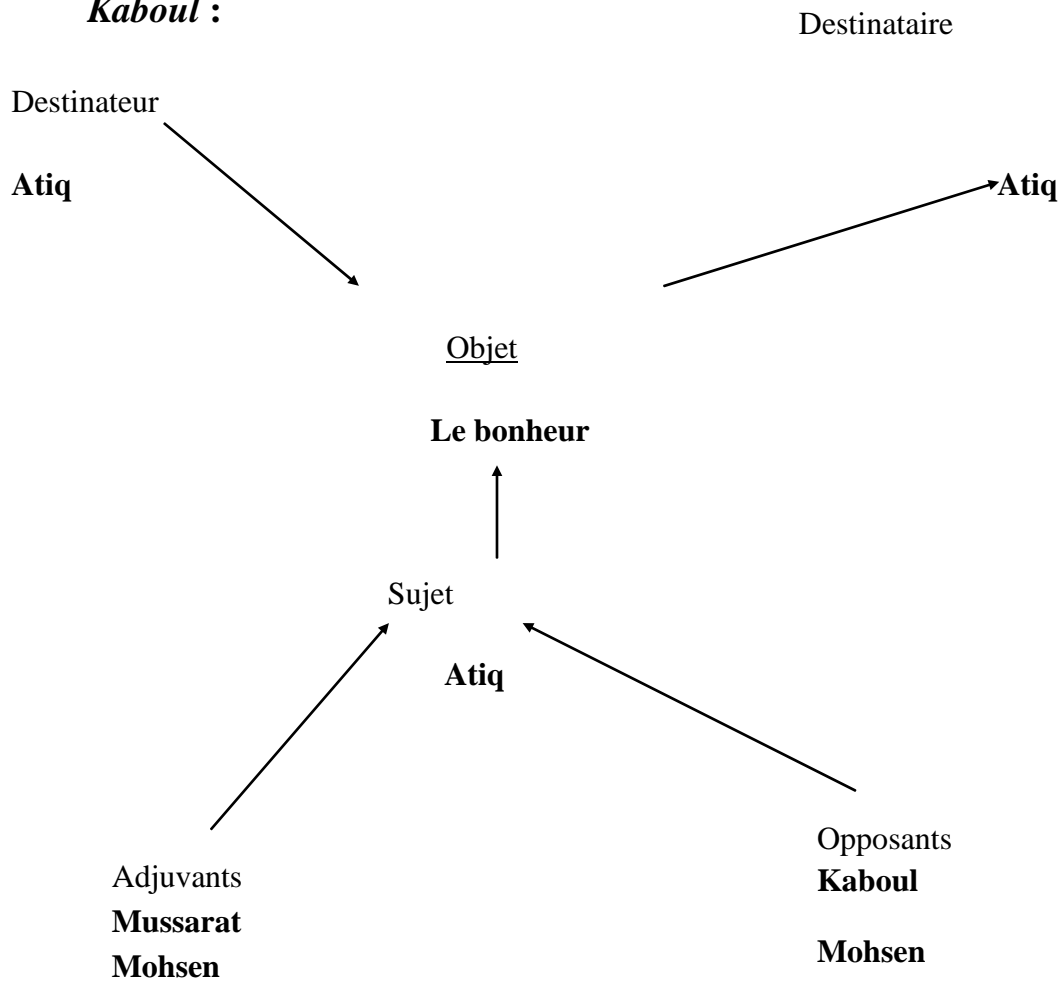 Kaboul :
Destinataire
Destinateur
Atiq
Atiq
Objet
Le bonheur
Sujet
Atiq
Adjuvants
Mussarat
Mohsen
Opposants
Kaboul
Mohsen